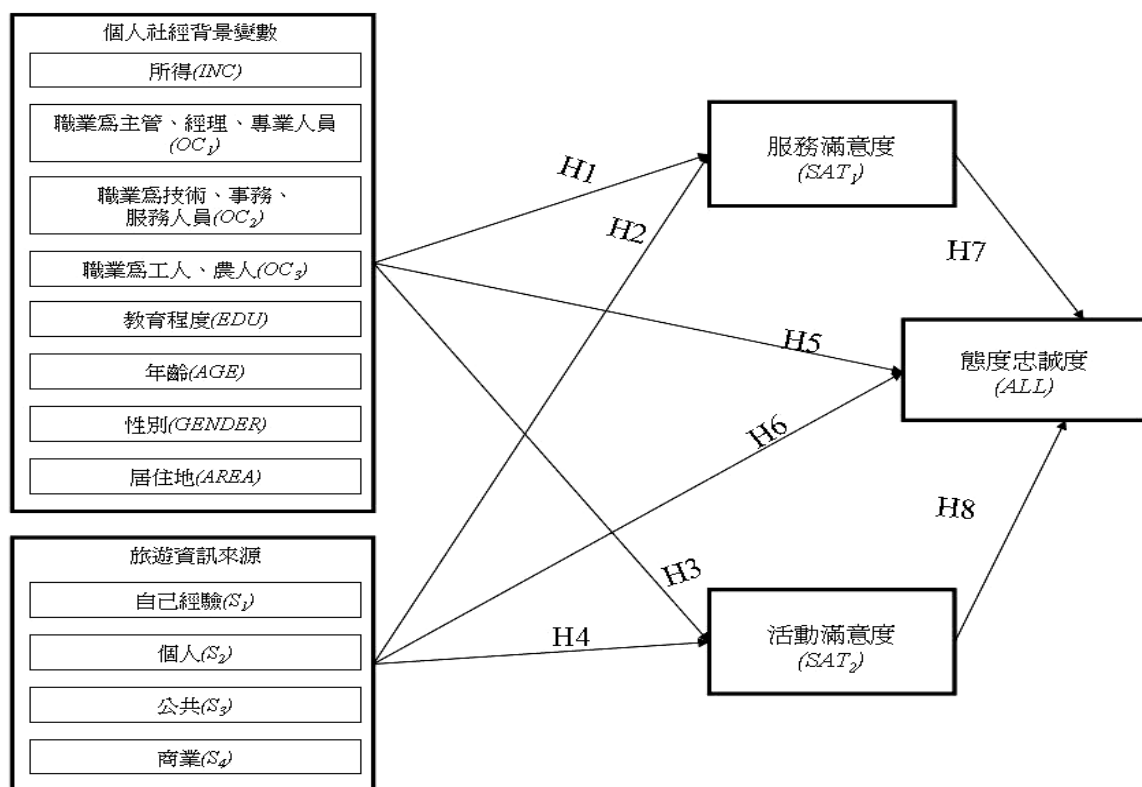 個人社經背景變數
所得(INC)
職業為主管、經理、專業人員
(OC₁)
職業為技術、事務、
服務人員(OC₂)
職業為工人、農人(OC₃)
教育程度(EDU)
年齡(AGE)
性別(GENDER)
居住地(AREA)
旅遊資訊來源
自己經驗(S₁)
個人(S₂)
公共(S₃)
商業(S₄)
H1
H2
H3
H4
H5
H6
服務滿意度
(SAT₁)
活動滿意度
(SAT₂)
H7
H8
態度忠誠度
(ALL)